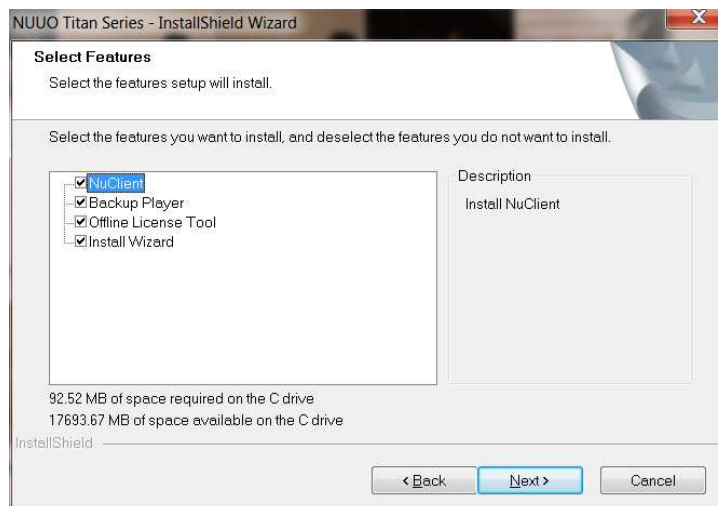 NUUO Titan Series - InstallShield Wizard
Select Features
Select the features setup will install.
Select the features you want to install, and deselect the features you do not want to install.
NuClient
Backup Player
Offline License Tool
Install Wizard
Description
Install NuClient
92.52 MB of space required on the C drive
17693.67 MB of space available on the C drive
InstallShield
< Back
Next >
Cancel